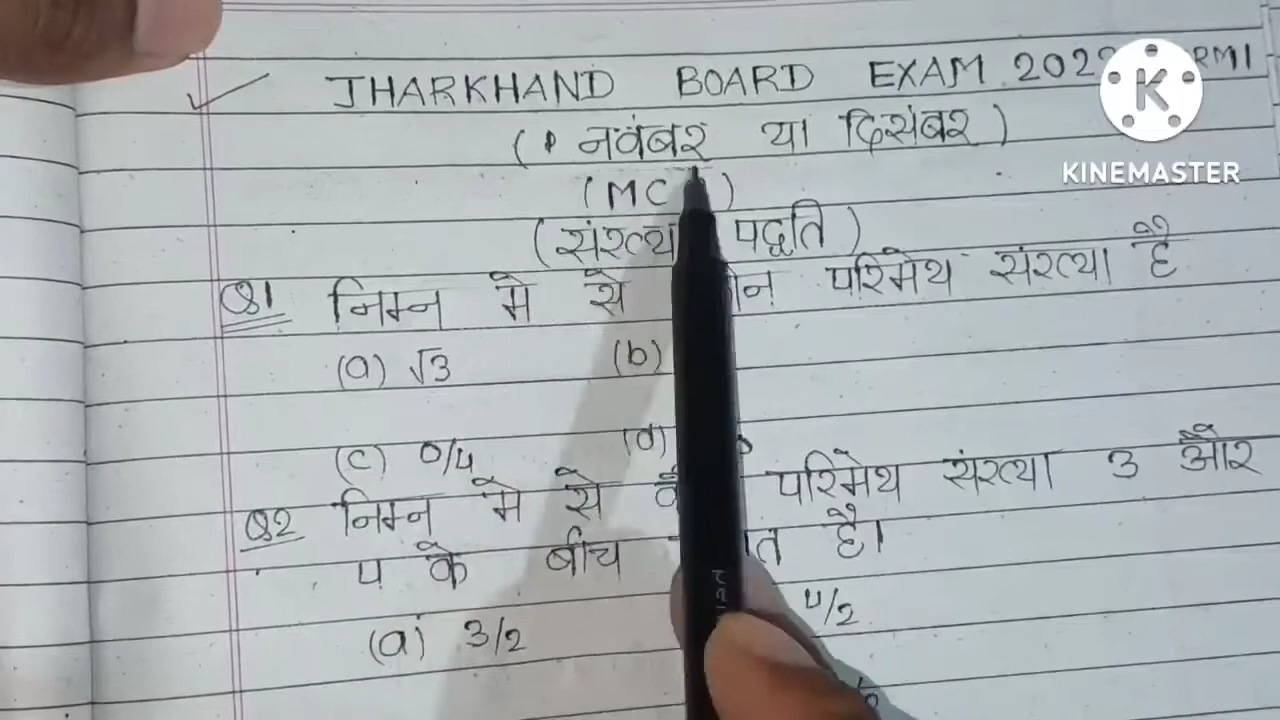 JHARKHAND BOARD EXAM 202
( नवंबर या दिसंबर )
(MC )
(संख्या पद्धति )
Q1 निम्न मे से परिमेय संख्या है
(a) √3 (b)
(c) 0/4 (d)
Q2 निम्न मे से परिमेय संख्या 3 और
4 के बीच है।
(a) 3/2 4/2
K
KINEMASTER